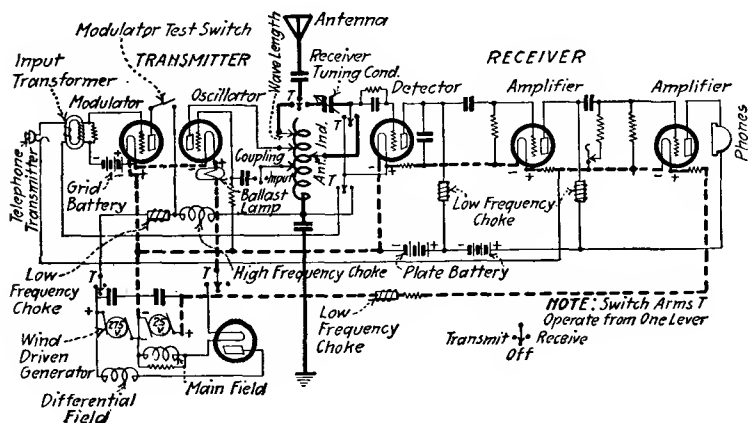 Antenna
Modulator Test Switch
TRANSMITTER
RECEIVER
Input
Transformer
Modulator
Oscillator
Wave Length
Receiver
Tuning Cond.
Detector
Amplifier
Amplifier
T
T
Phones
Telephone
Transmitter
Grid
Battery
Coupling
Input
Ballast
Lamp
Ant. Ind.
T
Low Frequency
Choke
Low
Frequency
Choke
High Frequency Choke
Plate Battery
T
T
275
V
25
V
Wind
Driven
Generator
Main Field
Differential
Field
Low
Frequency
Choke
NOTE: Switch Arms T
Operate from One Lever
Transmit Receive
Off